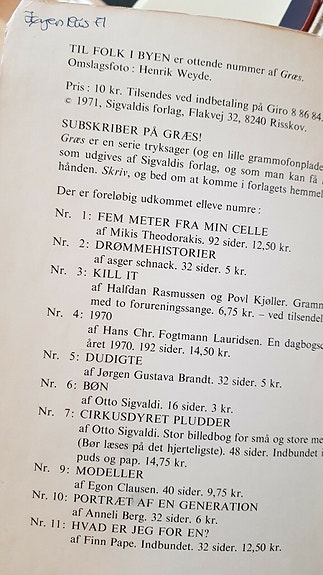 TIL FOLK I BYEN er ottende nummer af Græs.
Omslagsfoto : Henrik Weyde.
Pris : 10 kr. Tilsendes ved indbetaling på Giro 8 86 84
© 1971, Sigvaldis forlag, Flakvej 32, 8240 Risskov.
SUBSKRIBER PÅ GRÆS!
Græs er en serie tryksager (og en lille grammofonplade
som udgives af Sigvaldis forlag, og som man kan få
hånden. Skriv, og bed om at komme i forlagets hemmel
Der er foreløbig udkommet elleve numre :
Nr. 1: FEM METER FRA MIN CELLE
af Mikis Theodorakis. 92 sider. 12,50 kr.
Nr. 2: DRØMMEHISTORIER
af asger schnack. 32 sider. 5 kr.
Nr. 3: KILL IT
af Halfdan Rasmussen og Povl Kjøller. Gramm
med to forureningssange. 6,75 kr. – ved tilsendel
Nr. 4: 1970
af Hans Chr. Fogtmann Lauridsen. En dagbogs
året 1970. 192 sider. 14,50 kr.
Nr. 5: DUDIGTE
af Jørgen Gustava Brandt. 32 sider. 5 kr.
Nr. 6: BØN
af Otto Sigvaldi. 16 sider. 3 kr.
Nr. 7: CIRKUSDYRET PLUDDER
af Otto Sigvaldi. Stor billedbog for små og store me
(Bør læses på det hjerteligste). 48 sider. Indbundet i
puds og pap. 14,75 kr.
Nr. 9: MODELLER
af Egon Clausen. 40 sider. 9,75 kr.
Nr. 10: PORTRÆT AF EN GENERATION
af Anneli Berg. 32 sider. 6 kr.
Nr. 11: HVAD ER JEG FOR EN?
af Finn Pape. Indbundet. 32 sider. 12,50 kr.